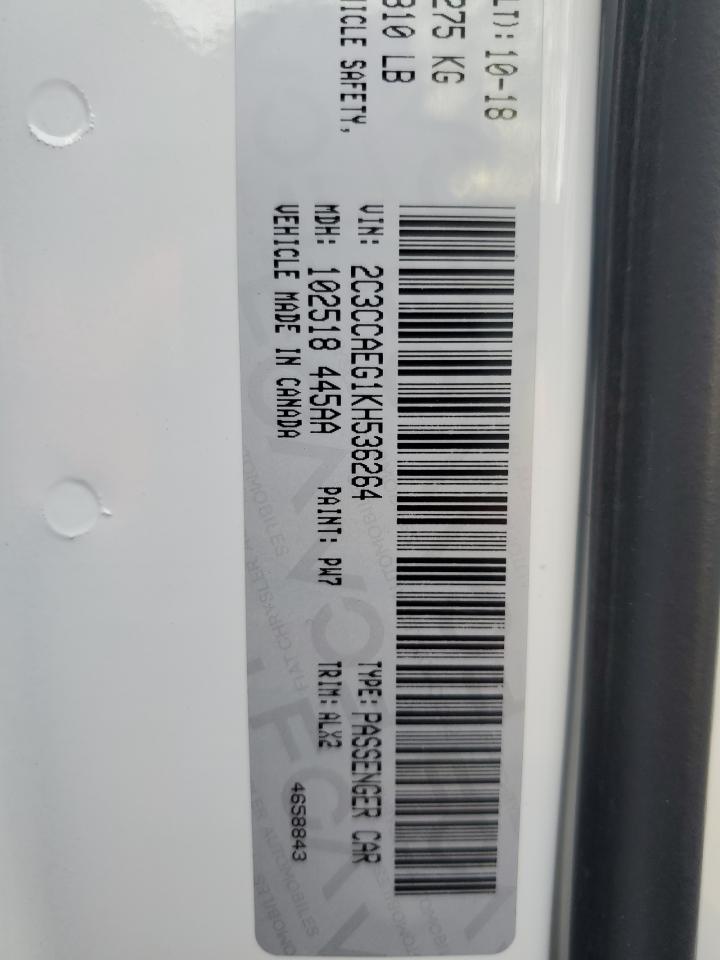 LT): 10-18
275 KG
810 LB
ICLE SAFETY,
VIN: 2C3CCAEG1KH536264 TYPE: PASSENGER CAR
MDH: 102518 445AA PAINT: PW7 TRIM: ALX2
VEHICLE MADE IN CANADA
4658843